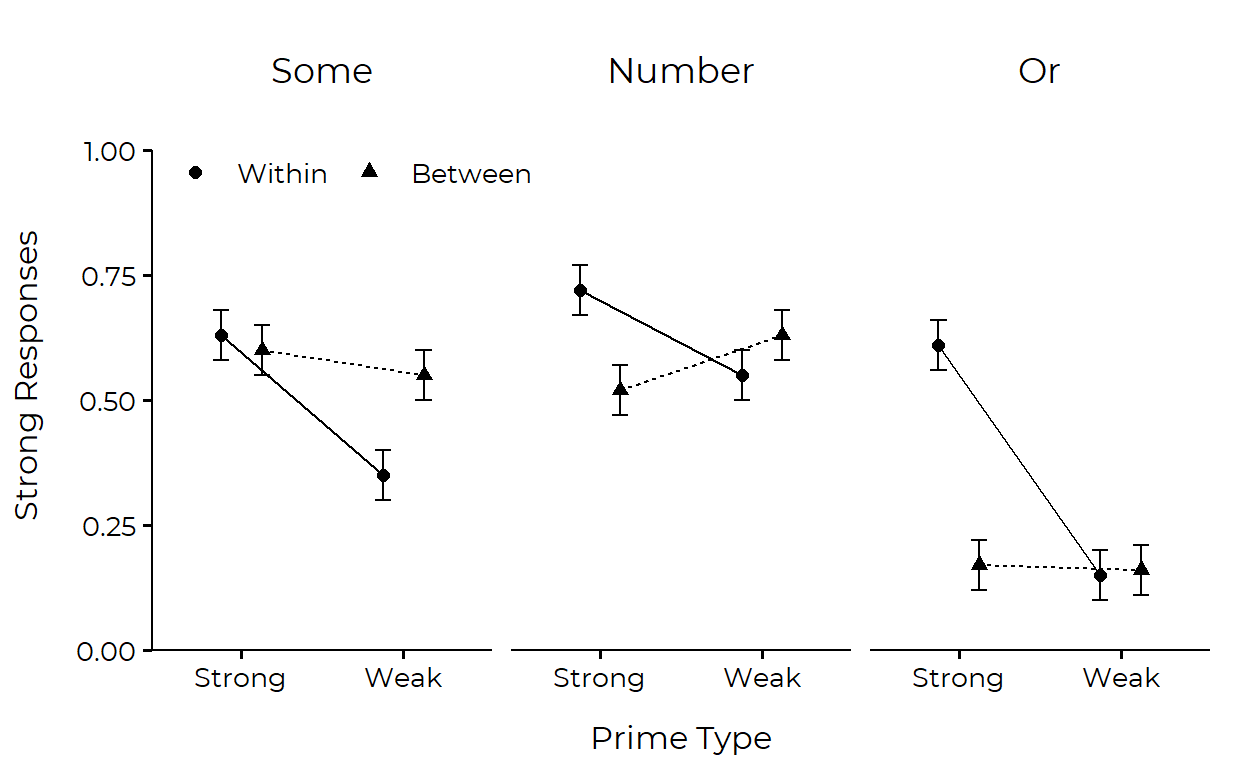 Some Number Or
Within Between
1.00
0.75
0.50
0.25
0.00
Strong Responses
Strong Weak Strong Weak Strong Weak
Prime Type